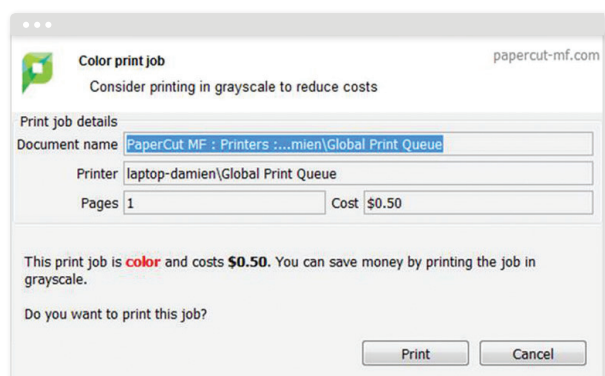 papercut-mf.com
Color print job
Consider printing in grayscale to reduce costs
Print job details
Document name PaperCut MF : Printers :...mien\Global Print Queue
Printer laptop-damien\Global Print Queue
Pages 1 Cost $0.50
This print job is color and costs $0.50. You can save money by printing the job in
grayscale.
Do you want to print this job?
Print Cancel